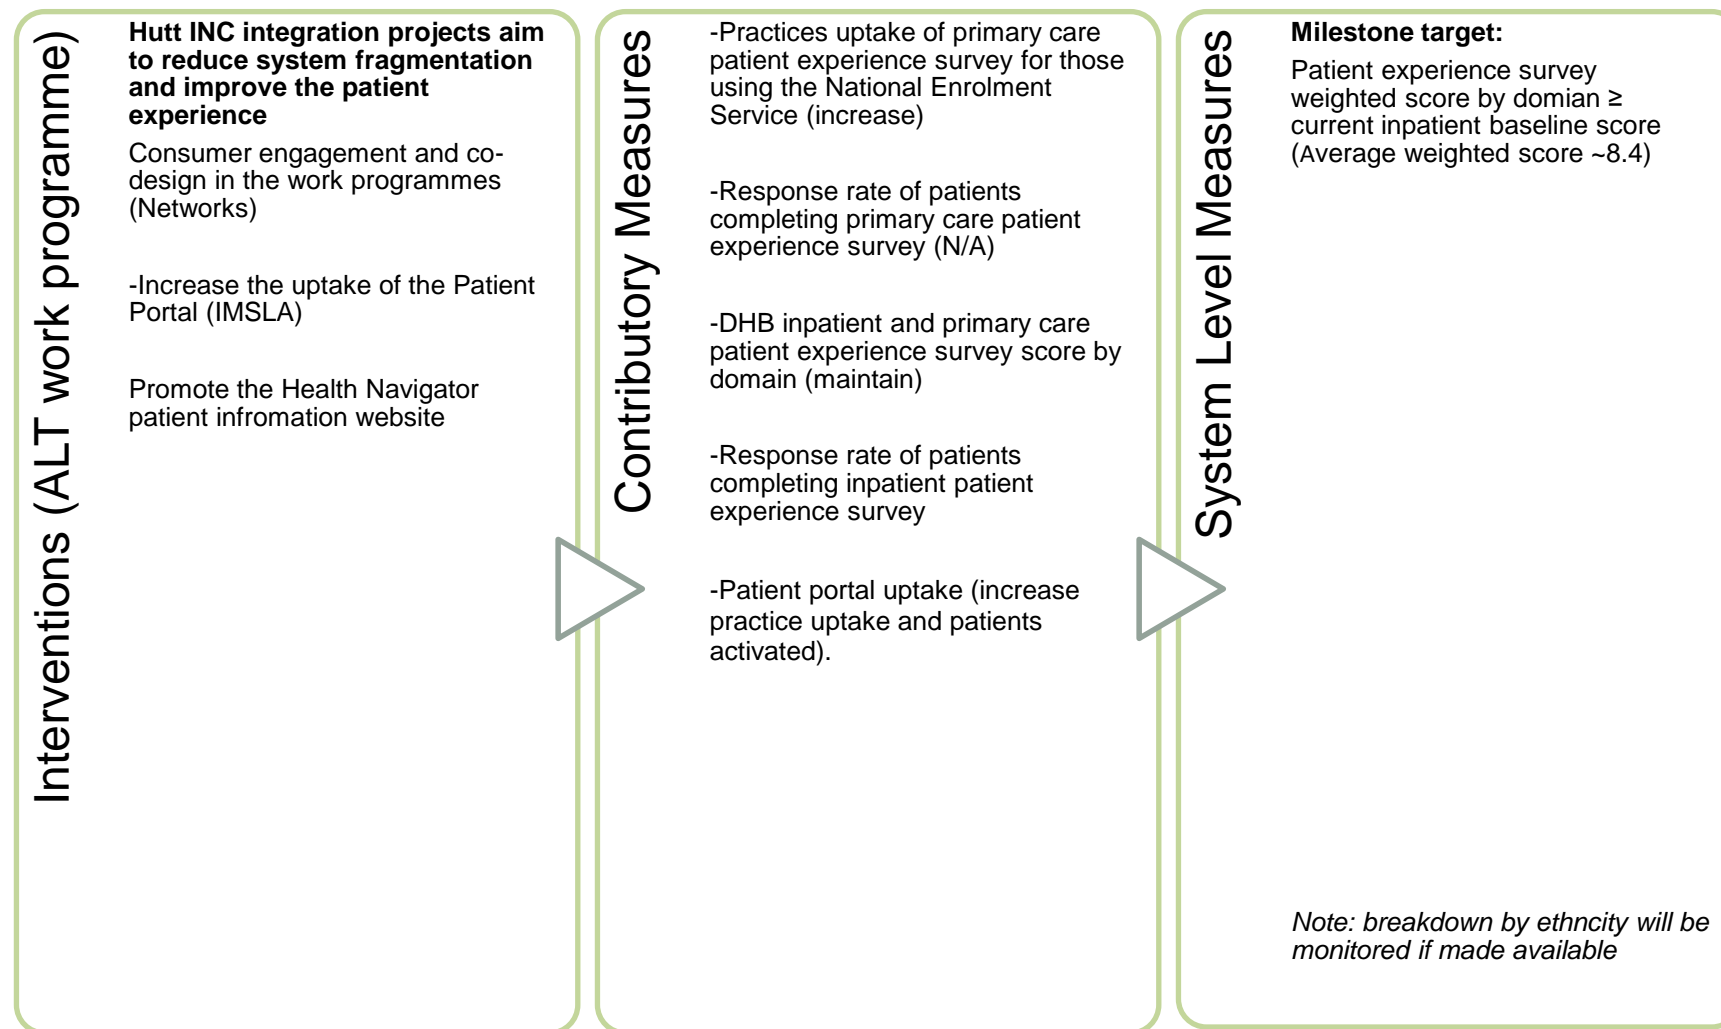 Interventions (ALT work programme)
Hutt INC integration projects aim
to reduce system fragmentation
and improve the patient
experience
Consumer engagement and co-
design in the work programmes
(Networks)
-Increase the uptake of the Patient
Portal (IMSLA)
Promote the Health Navigator
patient infromation website
Contributory Measures
-Practices uptake of primary care
patient experience survey for those
using the National Enrolment
Service (increase)
-Response rate of patients
completing primary care patient
experience survey (N/A)
-DHB inpatient and primary care
patient experience survey score by
domain (maintain)
-Response rate of patients
completing inpatient patient
experience survey
-Patient portal uptake (increase
practice uptake and patients
activated).
System Level Measures
Milestone target:
Patient experience survey
weighted score by domian ≥
current inpatient baseline score
(Average weighted score ~8.4)
Note: breakdown by ethncity will be
monitored if made available